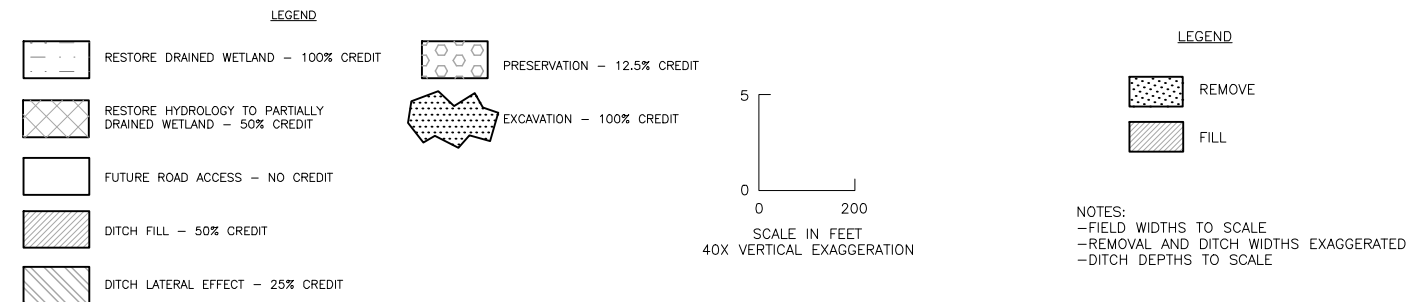 LEGEND
RESTORE DRAINED WETLAND – 100% CREDIT
RESTORE HYDROLOGY TO PARTIALLY
DRAINED WETLAND – 50% CREDIT
FUTURE ROAD ACCESS – NO CREDIT
DITCH FILL – 50% CREDIT
DITCH LATERAL EFFECT – 25% CREDIT
PRESERVATION – 12.5% CREDIT
EXCAVATION – 100% CREDIT
5
0
0 200
SCALE IN FEET
40X VERTICAL EXAGGERATION
LEGEND
REMOVE
FILL
NOTES:
–FIELD WIDTHS TO SCALE
–REMOVAL AND DITCH WIDTHS EXAGGERATED
–DITCH DEPTHS TO SCALE